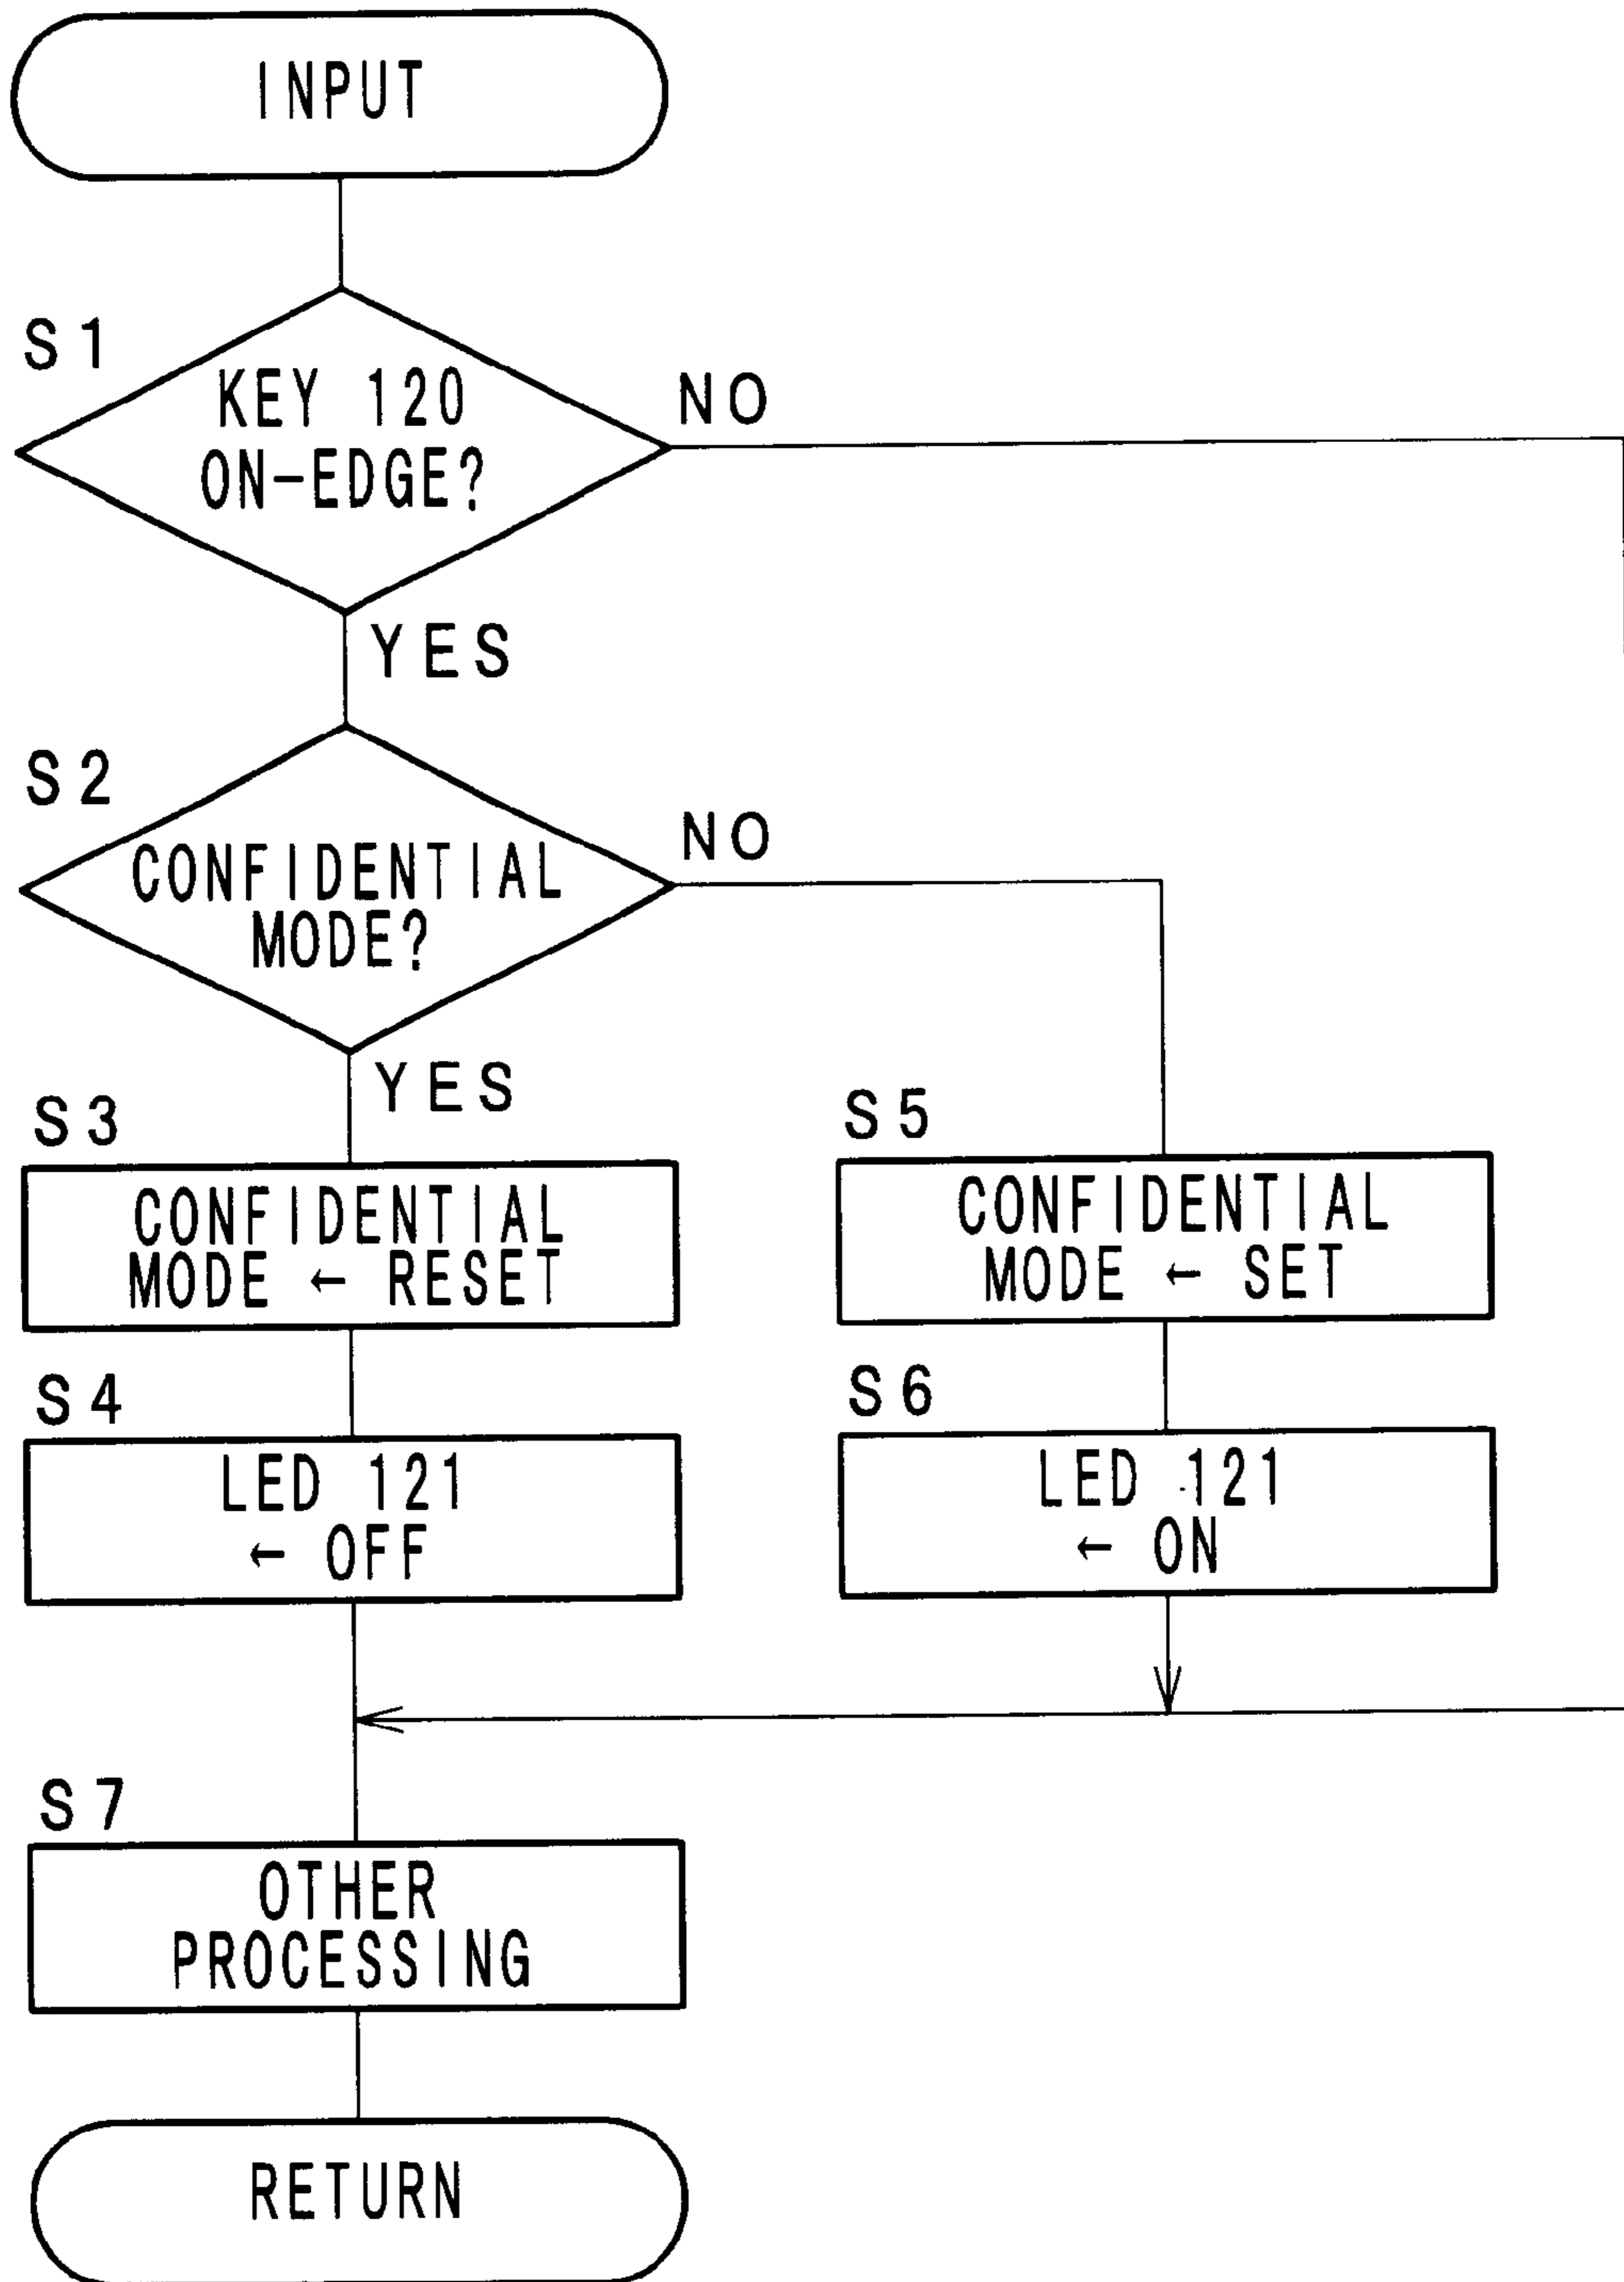 INPUT
S1
KEY 120
ON-EDGE?
NO
YES
S2
CONFIDENTIAL
MODE?
NO
YES
S3
CONFIDENTIAL
MODE ← RESET
S5
CONFIDENTIAL
MODE ← SET
S4
LED 121
← OFF
S6
LED 121
← ON
S7
OTHER
PROCESSING
RETURN